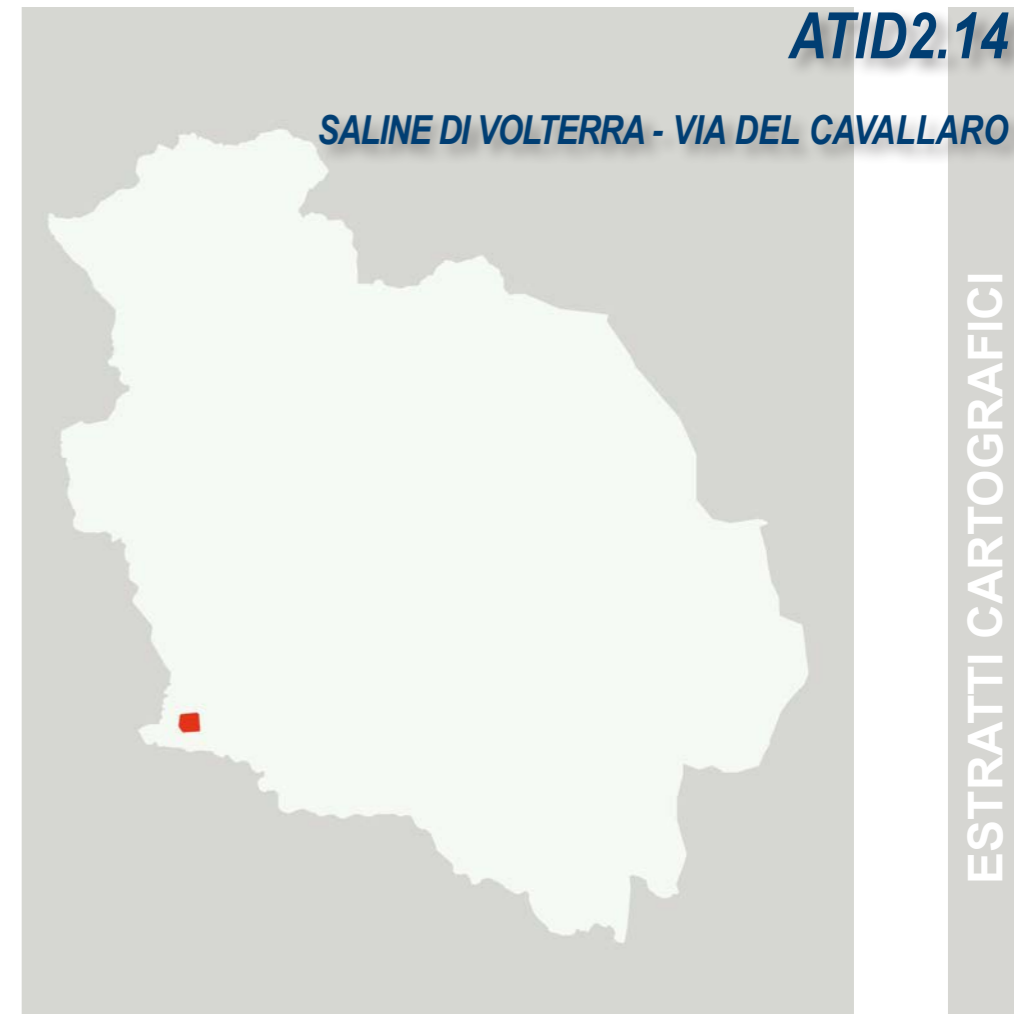 ATID2.14
SALINE DI VOLTERRA - VIA DEL CAVALLARO
ESTRATTI CARTOGRAFICI